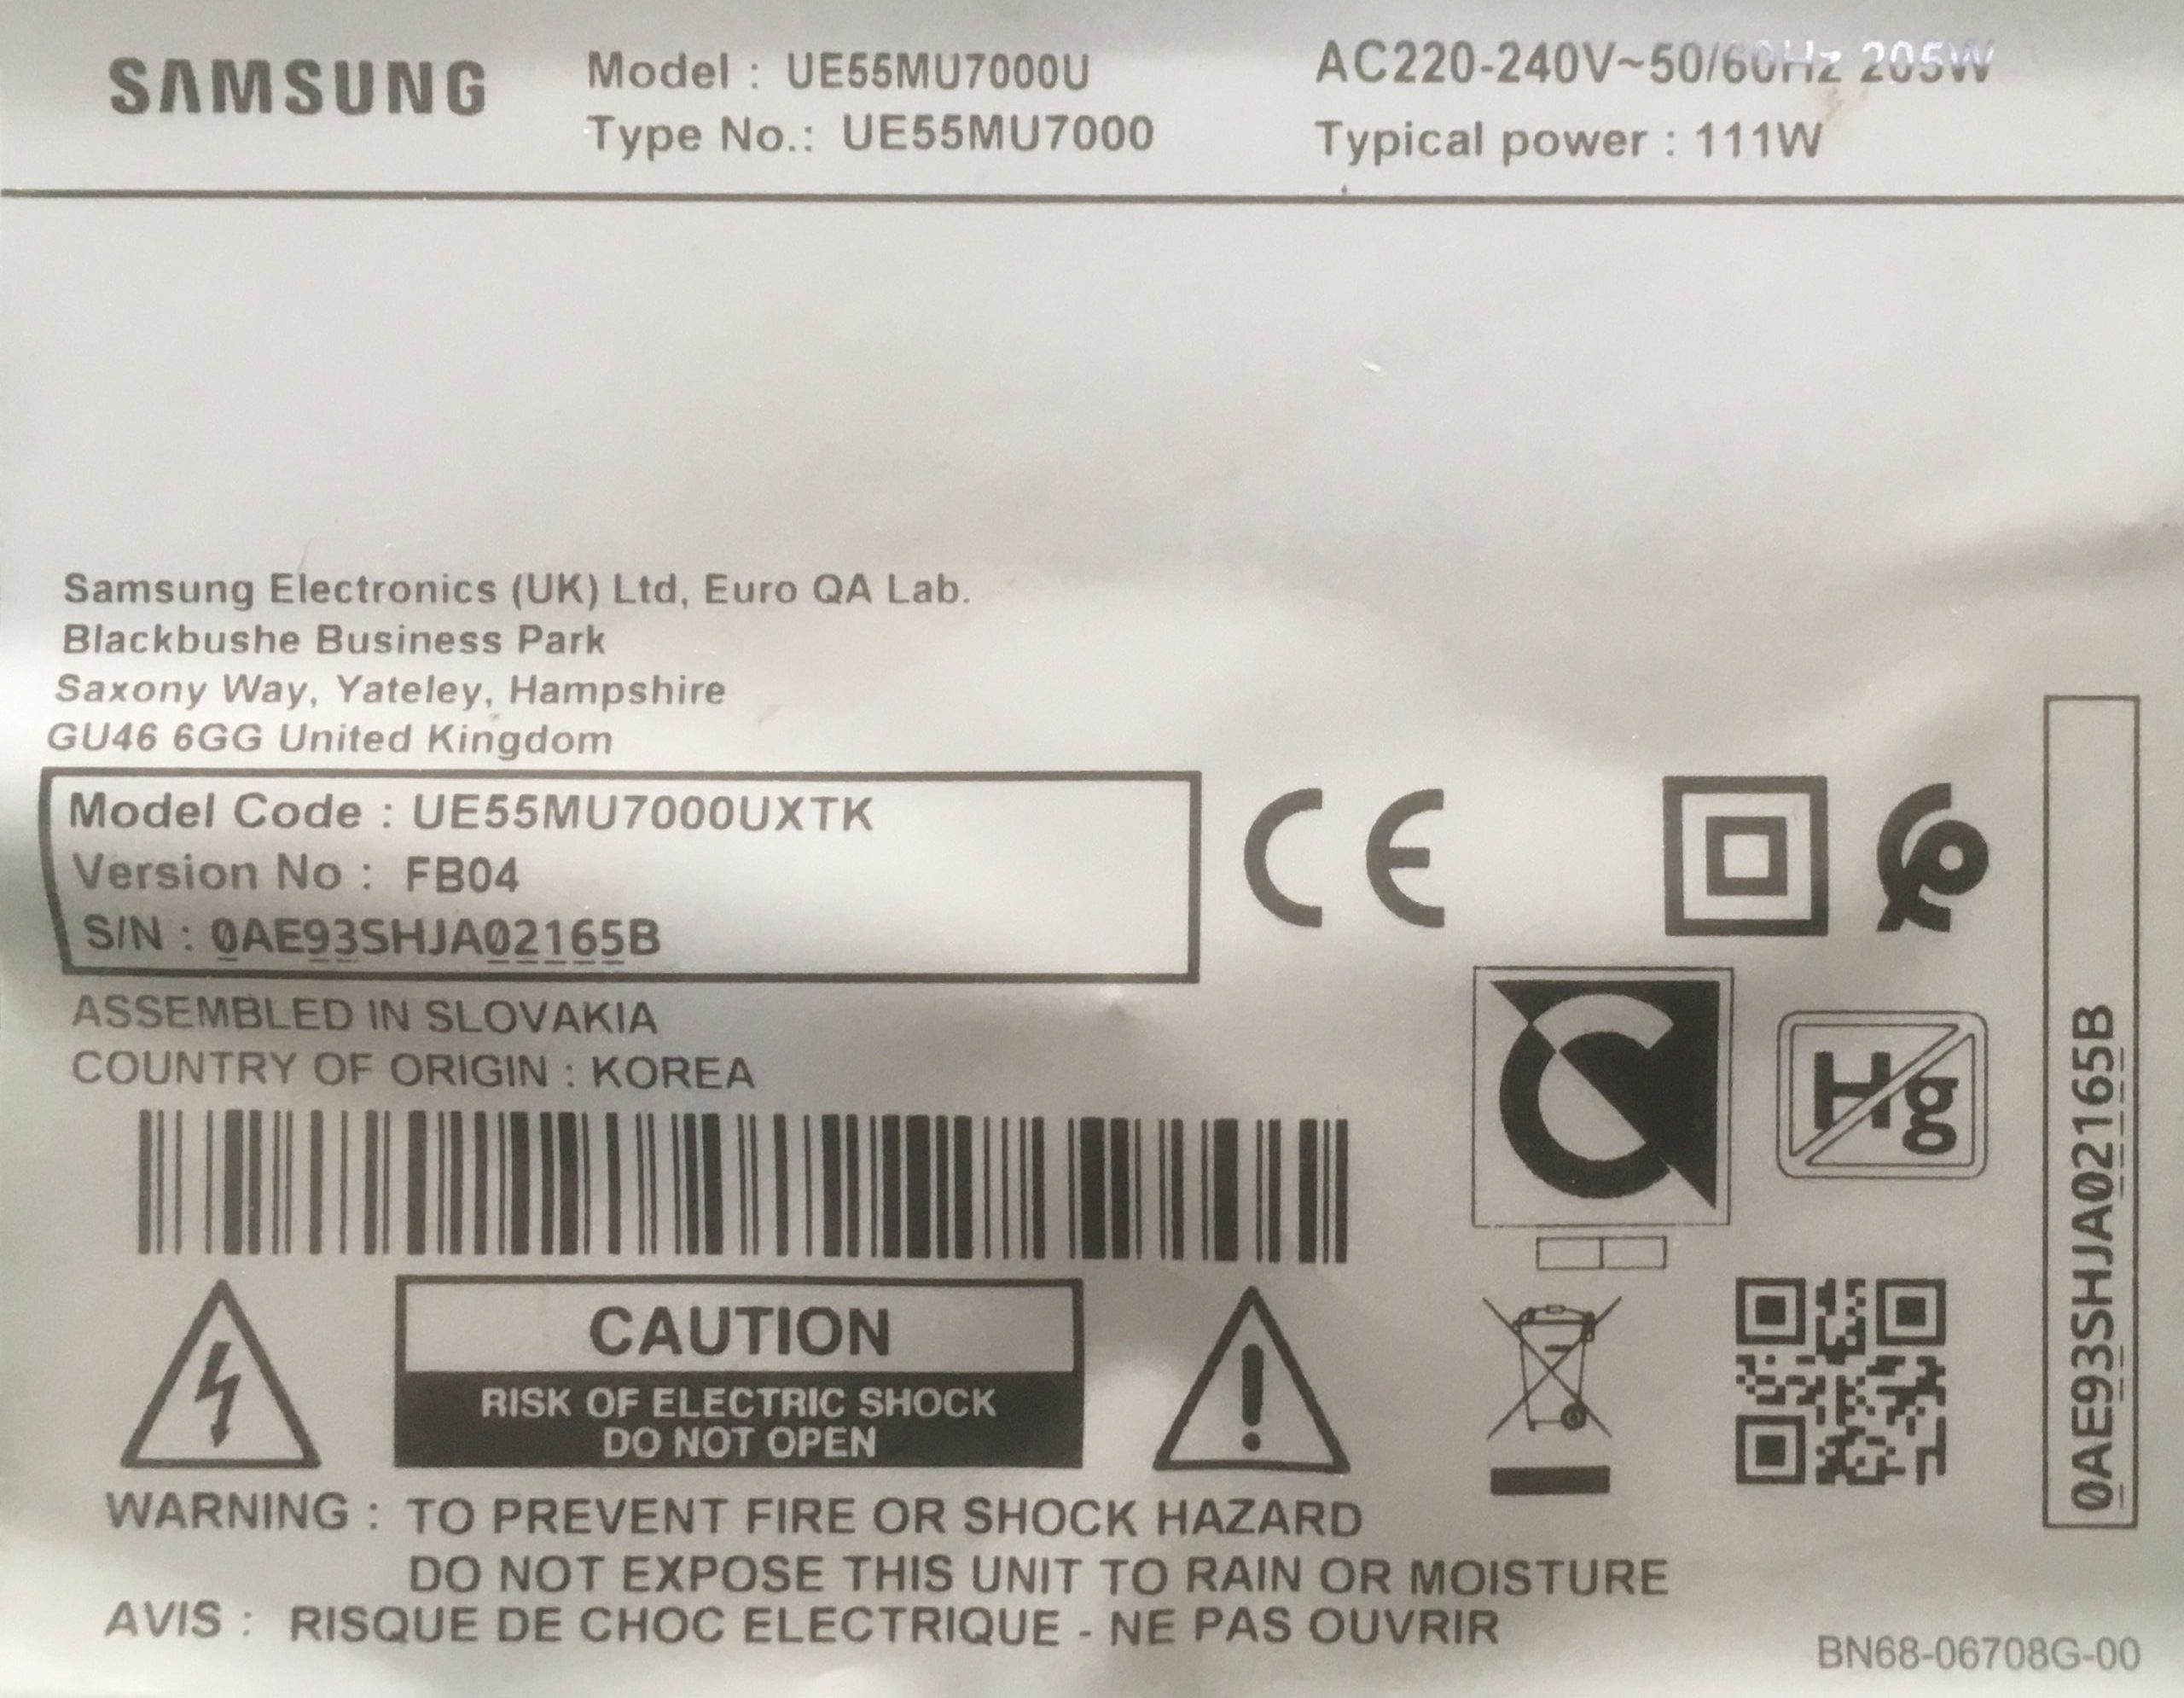 SAMSUNG
Model : UE55MU7000U
Type No.: UE55MU7000
AC220-240V~50/60Hz 205W
Typical power : 111W
Samsung Electronics (UK) Ltd, Euro QA Lab.
Blackbushe Business Park
Saxony Way, Yateley, Hampshire
GU46 6GG United Kingdom
Model Code : UE55MU7000UXTK
Version No : FB04
S/N : 0AE93SHJA02165B
ASSEMBLED IN SLOVAKIA
COUNTRY OF ORIGIN : KOREA
CE
Hg
0AE93SHJA02165B
CAUTION
RISK OF ELECTRIC SHOCK
DO NOT OPEN
WARNING : TO PREVENT FIRE OR SHOCK HAZARD
DO NOT EXPOSE THIS UNIT TO RAIN OR MOISTURE
AVIS : RISQUE DE CHOC ELECTRIQUE - NE PAS OUVRIR
BN68-06708G-00